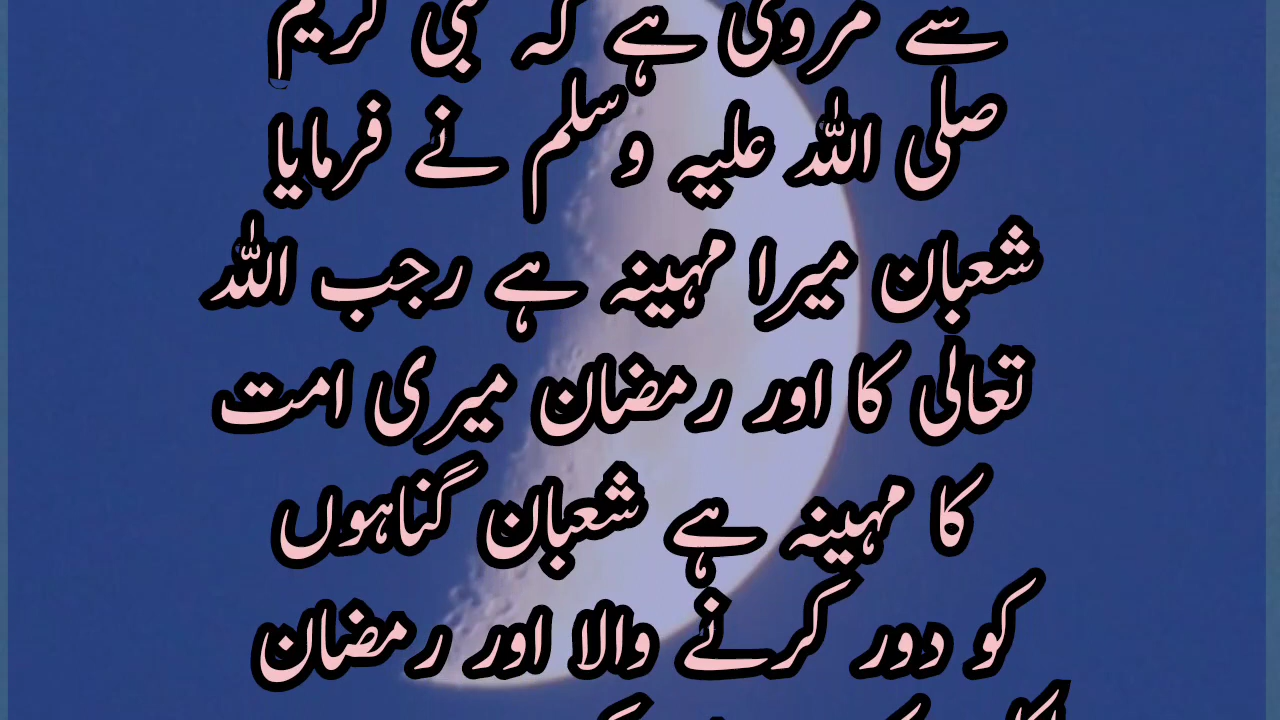 سے مروی ہے کہ نبی کریم
صلی اللہ علیہ وسلم نے فرمایا
شعبان میرا مہینہ ہے رجب اللہ
تعالیٰ کا اور رمضان میری امت
کا مہینہ ہے شعبان گناہوں
کو دور کرنے والا اور رمضان